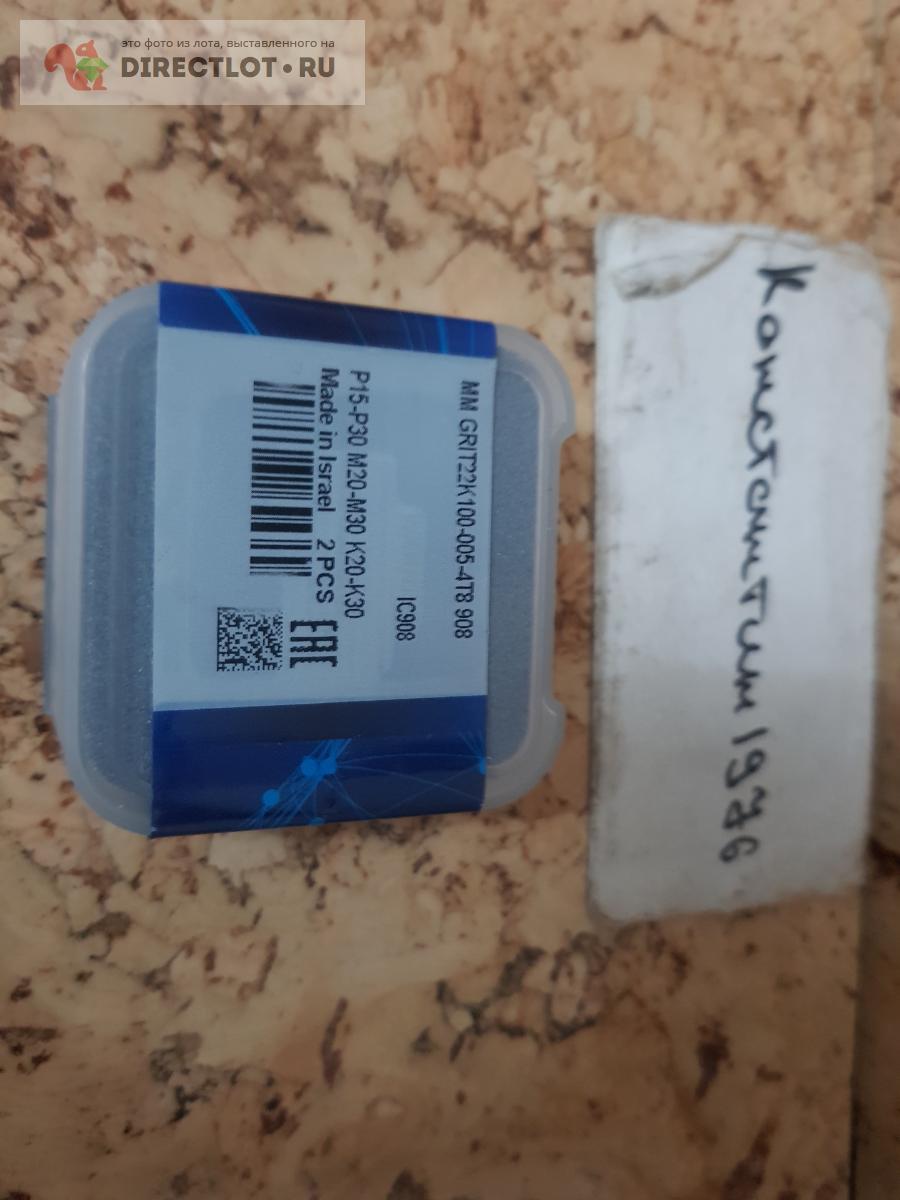 это фото из лота, выставленного на
DIRECTLOT•RU
MM GRIT22K100-005-4T8 908
IC908
P15-P30 M20-M30 K20-K30
Made in Israel 2 PCS
EAC
Константин 1976